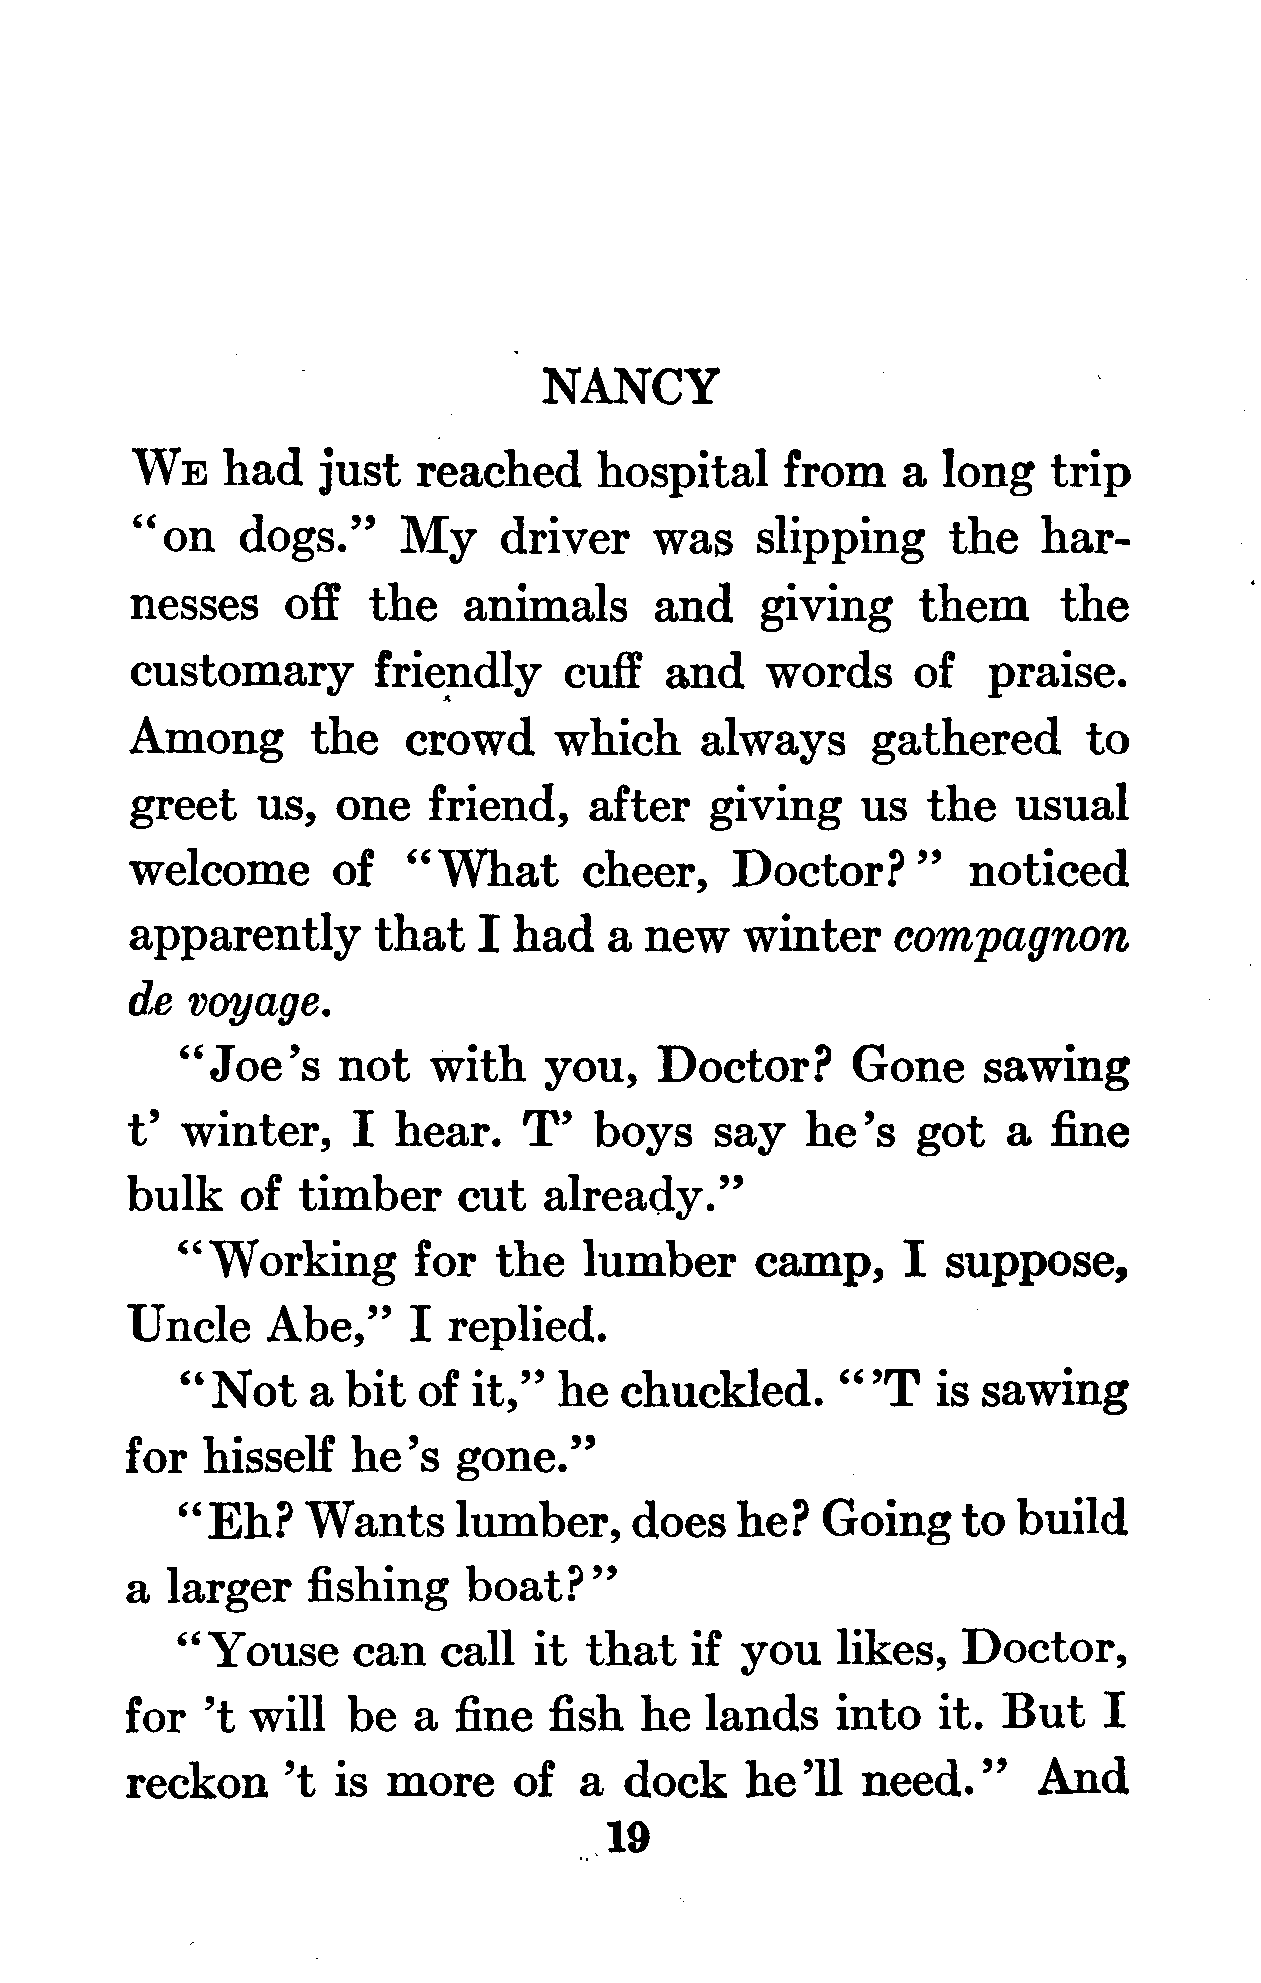 NANCY
WE had just reached hospital from a long trip
“on dogs.” My driver was slipping the har-
nesses off the animals and giving them the
customary friendly cuff and words of praise.
Among the crowd which always gathered to
greet us, one friend, after giving us the usual
welcome of “What cheer, Doctor?” noticed
apparently that I had a new winter compagnon
de voyage.
“Joe’s not with you, Doctor? Gone sawing
t’ winter, I hear. T’ boys say he’s got a fine
bulk of timber cut already.”
“Working for the lumber camp, I suppose,
Uncle Abe,” I replied.
“Not a bit of it,” he chuckled. “’T is sawing
for hisself he’s gone.”
“Eh? Wants lumber, does he? Going to build
a larger fishing boat?”
“Youse can call it that if you likes, Doctor,
for ’t will be a fine fish he lands into it. But I
reckon ’t is more of a dock he’ll need.” And
19